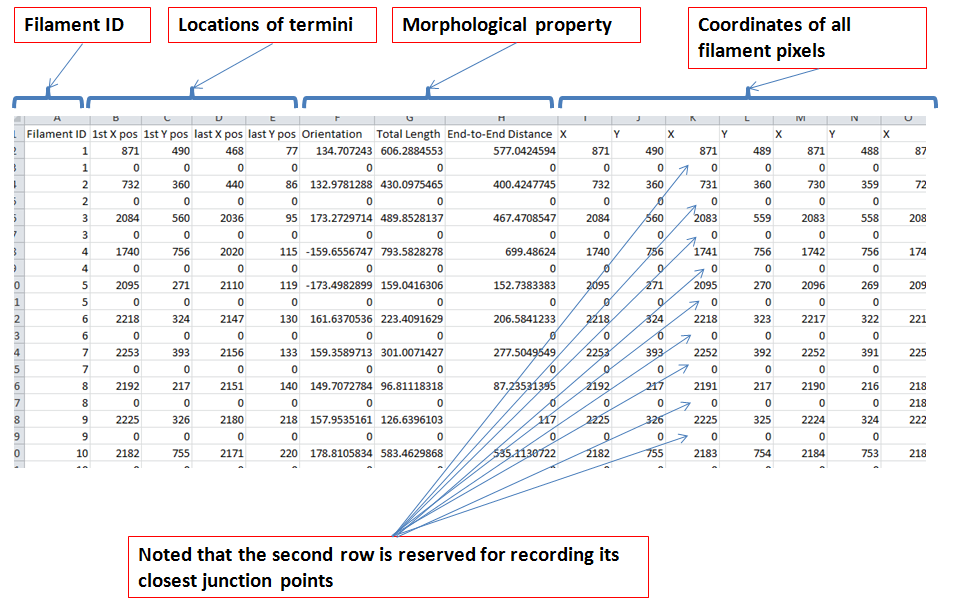 Filament ID
Locations of termini
Morphological property
Coordinates of all
filament pixels
A B C D E F G H I J K L M N O
Filament ID 1st X pos 1st Y pos last X pos last Y pos Orientation Total Length End-to-End Distance X Y X Y X Y X
1 871 490 468 77 134.707243 606.2884553 577.0424594 871 490 871 489 871 488 87
1 0 0 0 0 0 0 0 0 0 0 0 0 0
2 732 360 440 86 132.9781288 430.0975465 400.4247745 732 360 731 360 730 359 72
2 0 0 0 0 0 0 0 0 0 0 0 0 0
3 2084 560 2036 95 173.2729714 489.8528137 467.4708547 2084 560 2083 559 2083 558 208
3 0 0 0 0 0 0 0 0 0 0 0 0 0
4 1740 756 2020 115 -159.6556747 793.5828278 699.48624 1740 756 1741 756 1742 756 174
4 0 0 0 0 0 0 0 0 0 0 0 0 0
5 2095 271 2110 119 -173.4982899 159.0416306 152.7383383 2095 271 2095 270 2096 269 209
5 0 0 0 0 0 0 0 0 0 0 0 0 0
6 2218 324 2147 130 161.6370536 223.4091629 206.5841233 2218 324 2218 323 2217 322 221
6 0 0 0 0 0 0 0 0 0 0 0 0 0
7 2253 393 2156 133 159.3589713 301.0071427 277.5049549 2253 393 2252 392 2252 391 225
7 0 0 0 0 0 0 0 0 0 0 0 0 0
8 2192 217 2151 140 149.7072784 96.81118318 87.23531395 2192 217 2191 217 2190 216 218
8 0 0 0 0 0 0 0 0 0 0 0 0 0 218
9 2225 326 2180 218 157.9535161 126.6396103 117 2225 326 2225 325 2224 324 222
9 0 0 0 0 0 0 0 0 0 0 0 0 0
10 2182 755 2171 220 178.8105834 583.4629868 535.1130722 2182 755 2183 754 2184 753 218
Noted that the second row is reserved for recording its
closest junction points